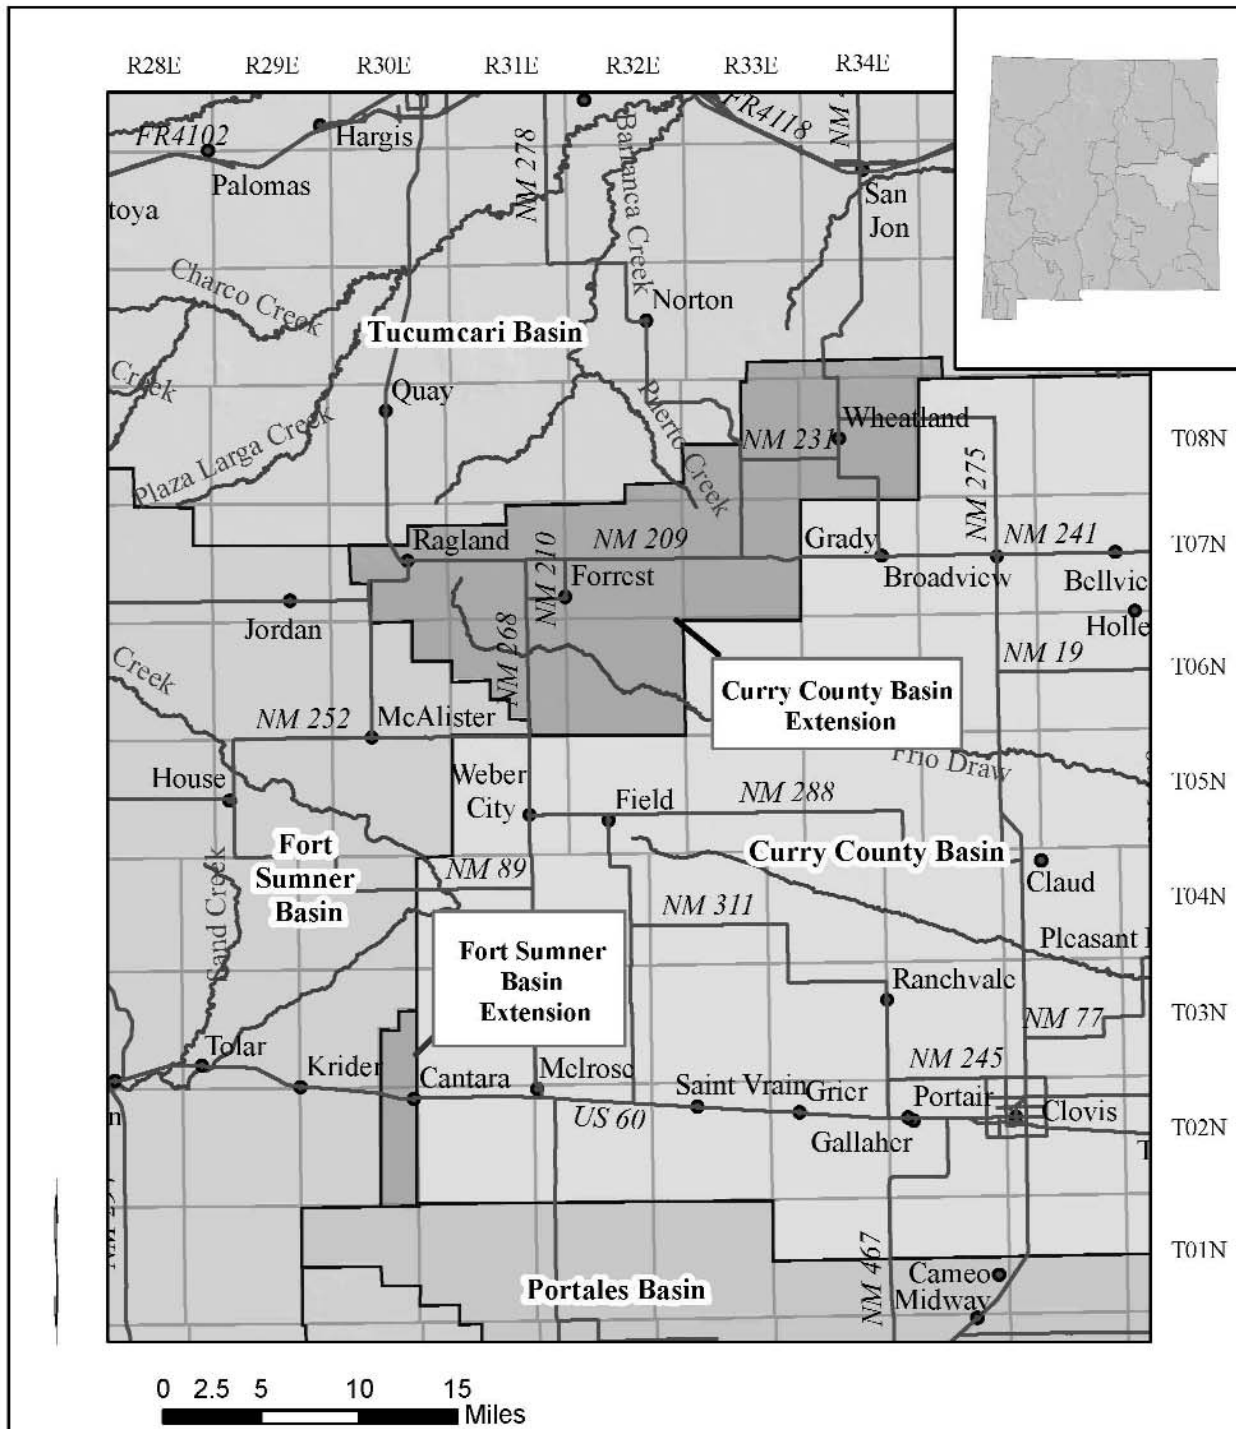 R28E R29E R30E R31E R32E R33E R34E
FR4102
Hargis
Palomas
toya
NM 278
Barranca Creek
FR4118
San
Jon
Charco Creek
Norton
Tucumcari Basin
Creek
Quay
Plaza Larga Creek
Puerto Creek
Wheatland
NM 231
T08N
NM 275
Ragland
NM 210
NM 209
Grady
NM 241
T07N
Forrest
Broadview
Bellvie
Jordan
Holle
NM 268
NM 19
T06N
Creek
Curry County Basin
Extension
NM 252
McAlister
Frio Draw
House
Weber
City
Field
NM 288
T05N
Fort
Sumner
Basin
Curry County Basin
NM 89
Claud
Sand Creek
T04N
NM 311
Pleasant
Fort Sumner
Basin
Extension
Ranchvale
T03N
NM 77
Tolar
Krider
Cantara
Melrose
NM 245
Saint Vrain
Grier
Portair
Clovis
US 60
Gallaher
T02N
n
T
T01N
NM 467
Cameo
Midway
Portales Basin
0 2.5 5 10 15
Miles